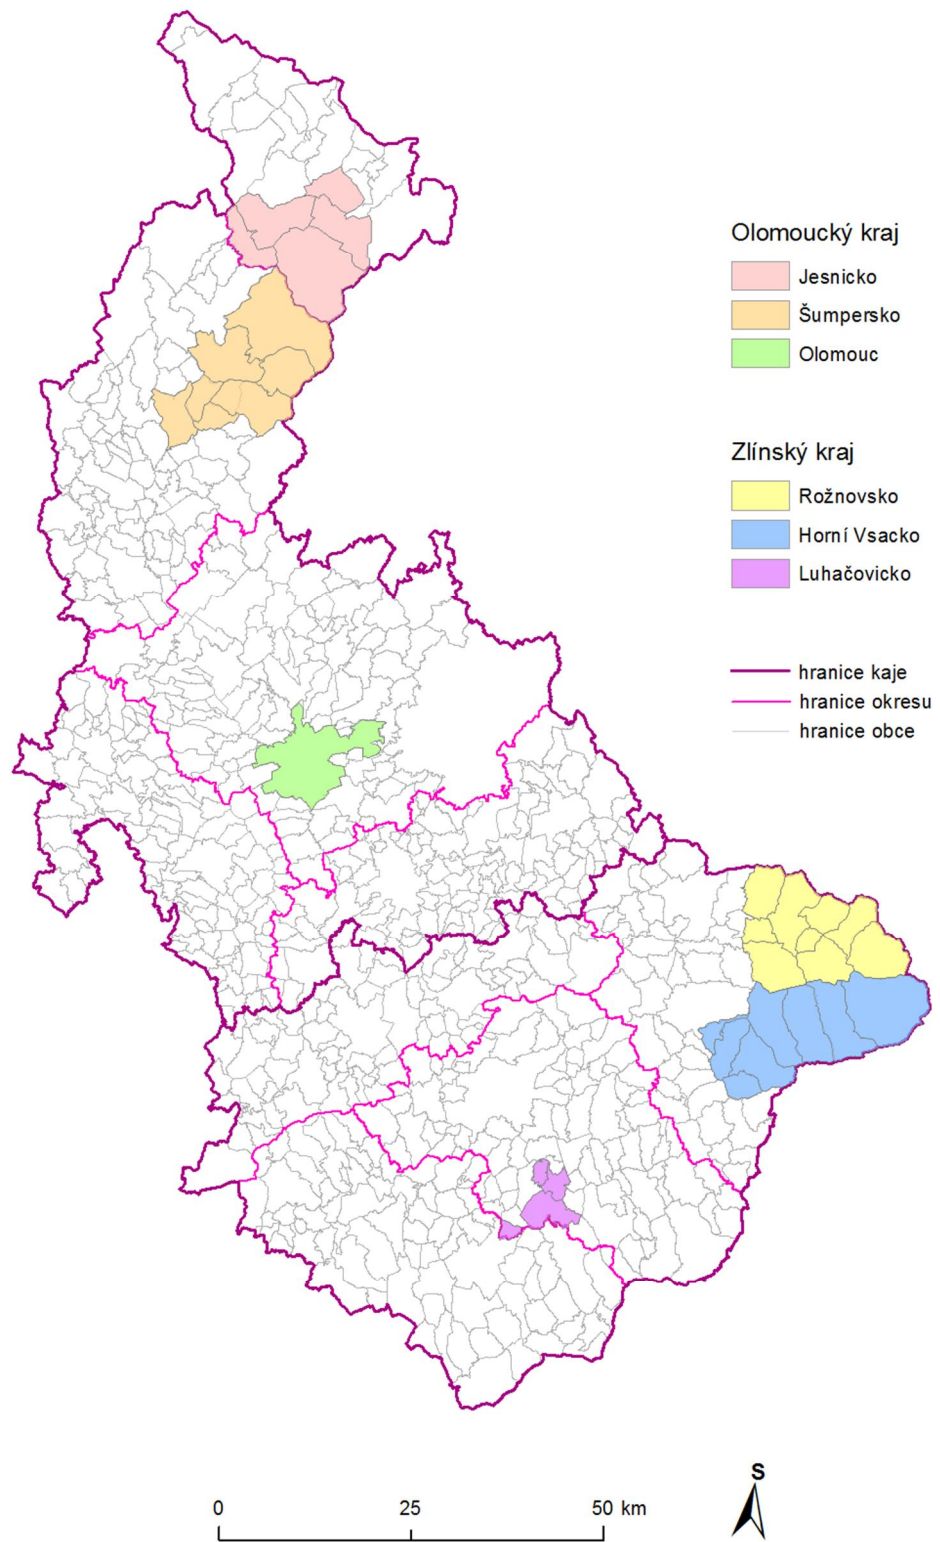 Olomoucký kraj
Jesnicko
Šumpersko
Olomouc
Zlínský kraj
Rožnovsko
Horní Vsacko
Luhačovicko
hranice kaje
hranice okresu
hranice obce
S
0 25 50 km